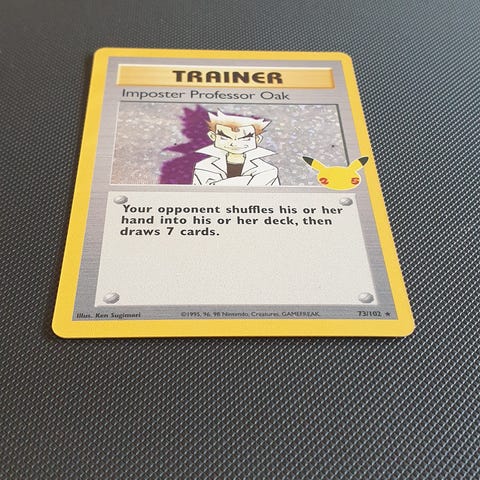 TRAINER
Imposter Professor Oak
Your opponent shuffles his or her
hand into his or her deck, then
draws 7 cards.
Illus. Ken Sugimori
©1995, 96, 98 Nintendo, Creatures, GAMEFREAK.
73/102 ★